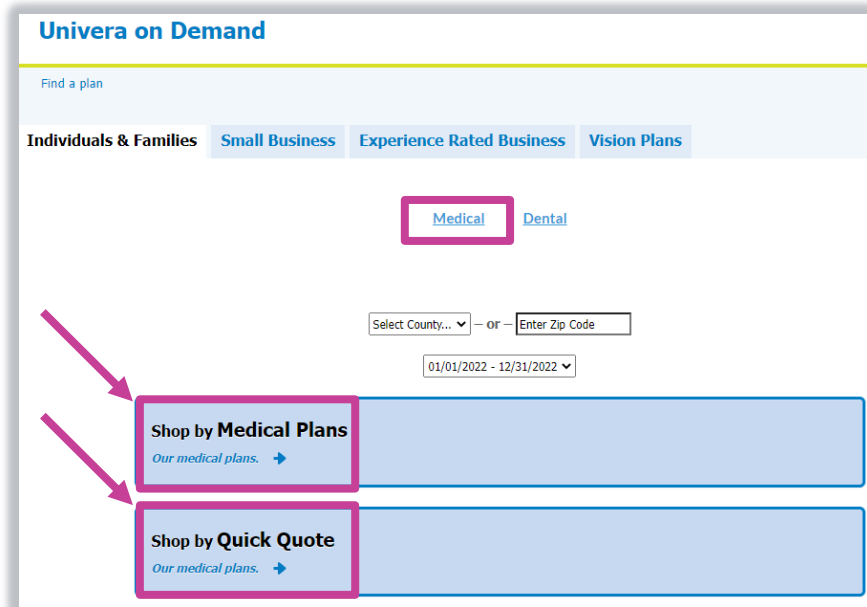 Univera on Demand
Find a plan
Individuals & Families Small Business Experience Rated Business Vision Plans
Medical Dental
Select County... – or – Enter Zip Code
01/01/2022 - 12/31/2022
Shop by Medical Plans
Our medical plans.
Shop by Quick Quote
Our medical plans.